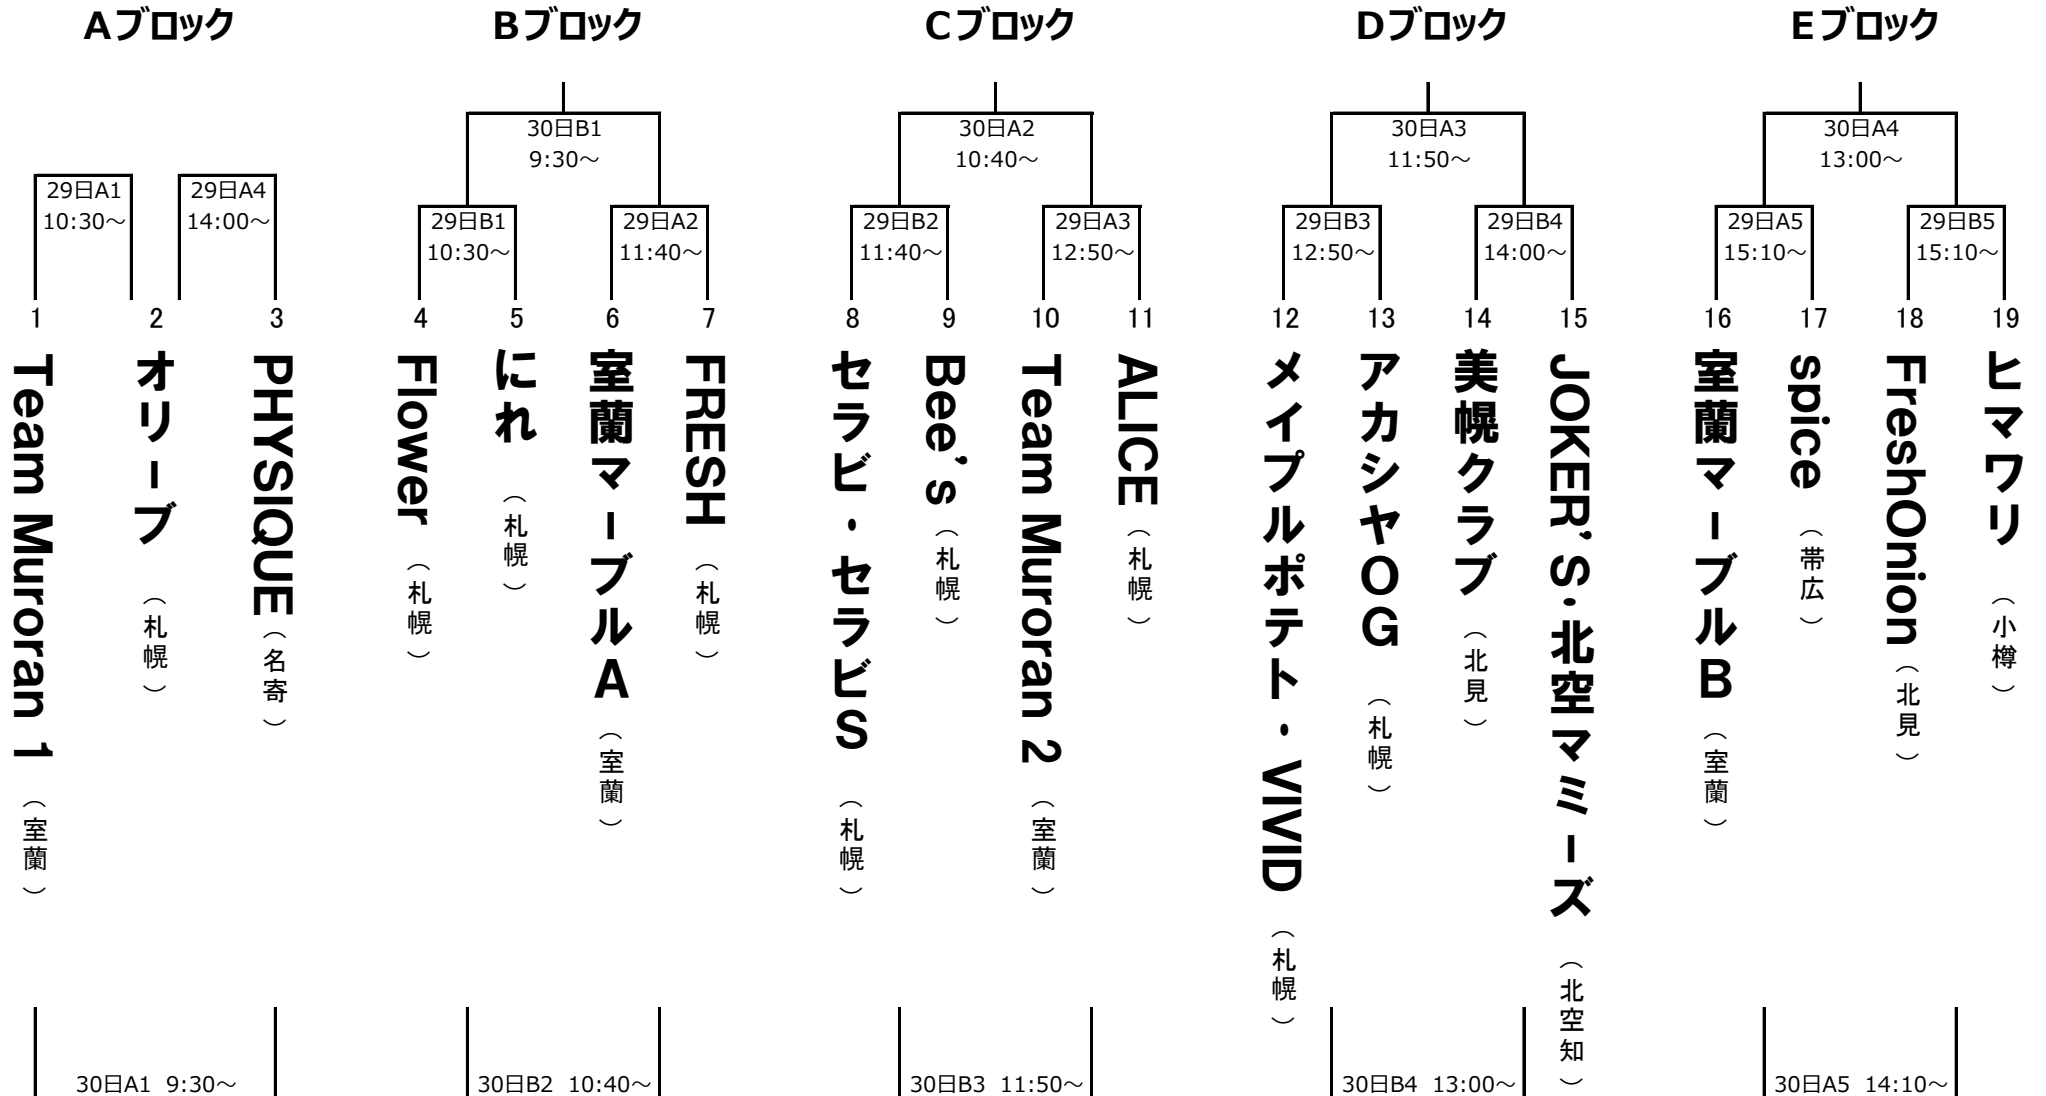 Aブロック
Bブロック
Cブロック
Dブロック
Eブロック
30日B1
9:30～
30日A2
10:40～
30日A3
11:50～
30日A4
13:00～
29日A1
10:30～
29日A4
14:00～
29日B1
10:30～
29日A2
11:40～
29日B2
11:40～
29日A3
12:50～
29日B3
12:50～
29日B4
14:00～
29日A5
15:10～
29日B5
15:10～
1
Team Muroran 1（室蘭）
2
オリーブ（札幌）
3
PHYSIQUE（名寄）
4
Flower（札幌）
5
にれ（札幌）
6
室蘭マーブルA（室蘭）
7
FRESH（札幌）
8
セラビ・セラビS（札幌）
9
Bee’s（札幌）
10
Team Muroran 2（室蘭）
11
ALICE（札幌）
12
メイプルポテト・VIVID（札幌）
13
アカシヤOG（札幌）
14
美幌クラブ（北見）
15
JOKER’S・北空マミーズ（北空知）
16
室蘭マーブルB（室蘭）
17
spice（帯広）
18
FreshOnion（北見）
19
ヒマワリ（小樽）
30日A1 9:30～
30日B2 10:40～
30日B3 11:50～
30日B4 13:00～
30日A5 14:10～